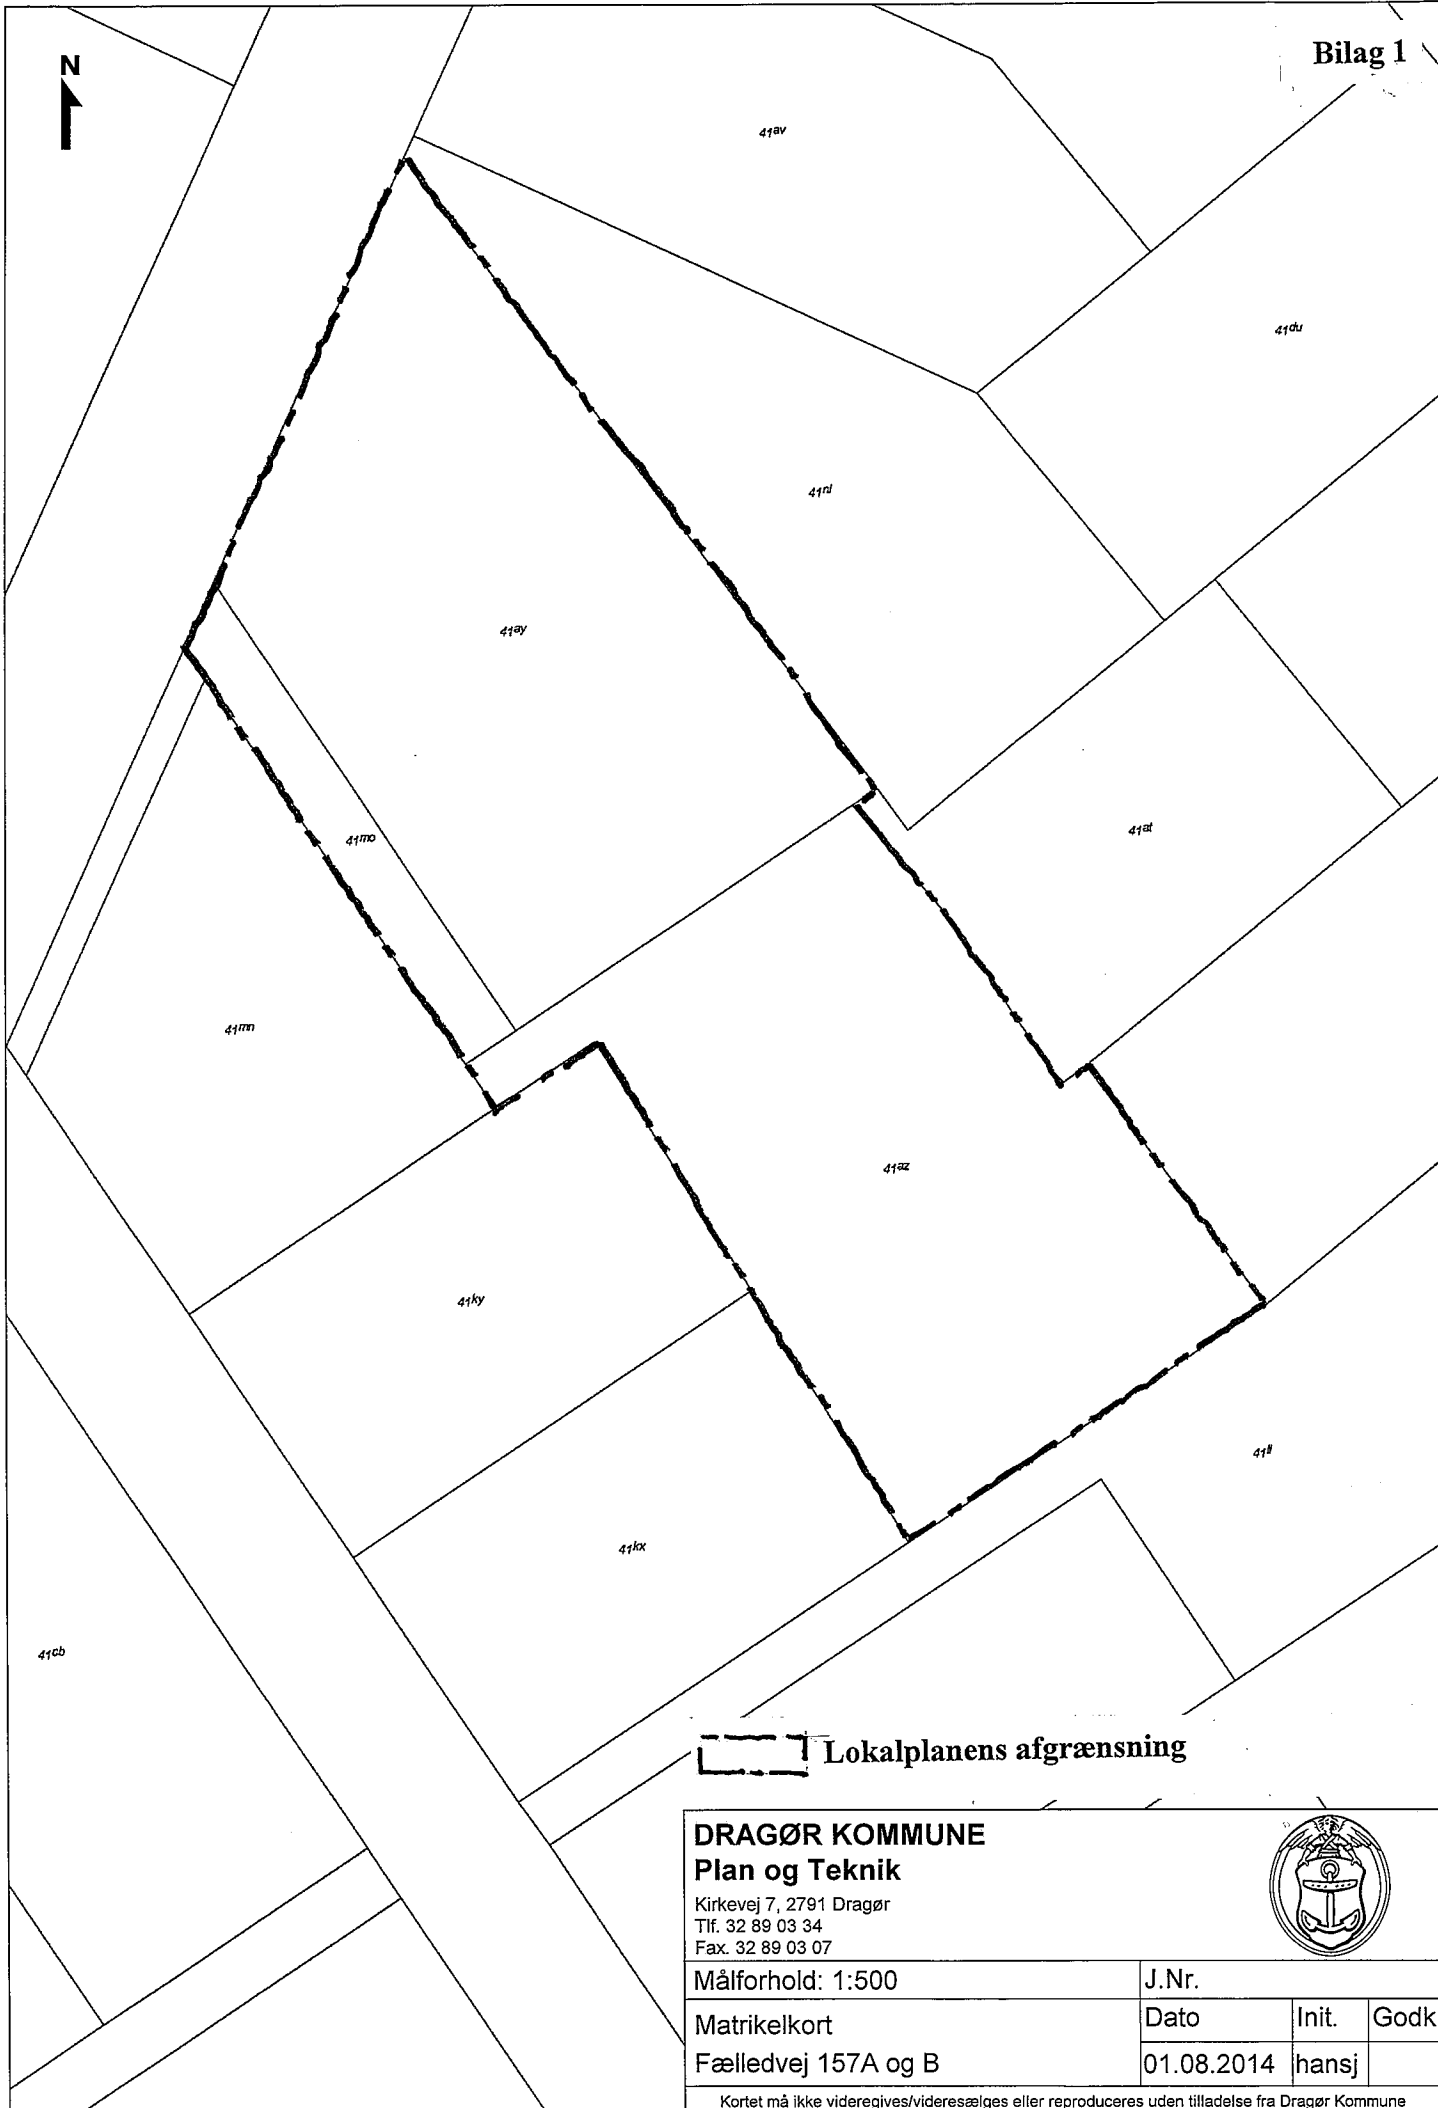 Bilag 1
N
41av
41du
41nl
41ay
41mo
41at
41mn
41az
41ky
41ll
41kx
41cb
Lokalplanens afgrænsning
DRAGØR KOMMUNE
Plan og Teknik
Kirkevej 7, 2791 Dragør
Tlf. 32 89 03 34
Fax. 32 89 03 07
Målforhold: 1:500
J.Nr.
Matrikelkort
Dato
Init.
Godk
Fælledvej 157A og B
01.08.2014
hansj
Kortet må ikke videregives/videresælges eller reproduceres uden tilladelse fra Dragør Kommune